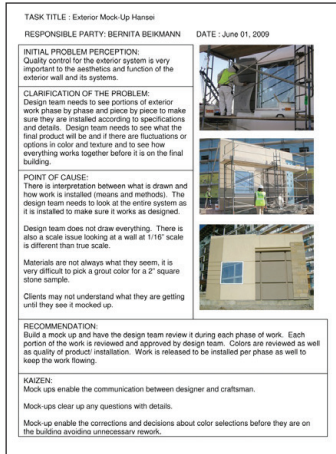 TASK TITLE : Exterior Mock-Up Hansei
RESPONSIBLE PARTY: BERNITA BEIKMANN DATE : June 01, 2009
INITIAL PROBLEM PERCEPTION:
Quality control for the exterior system is very
important to the aesthetics and function of the
exterior wall and its systems.
CLARIFICATION OF THE PROBLEM:
Design team needs to see portions of exterior
work phase by phase and piece by piece to make
sure they are installed according to specifications
and details. Design team needs to see what the
final product will be and if there are fluctuations or
options in color and texture and to see how
everything works together before it is on the final
building.
POINT OF CAUSE:
There is interpretation between what is drawn and
how work is installed (means and methods). The
design team needs to look at the entire system as
it is installed to make sure it works as designed.
Design team does not draw everything. There is
also a scale issue looking at a wall at 1/16" scale
is different than true scale.
Materials are not always what they seem, it is
very difficult to pick a grout color for a 2" square
stone sample.
Clients may not understand what they are getting
until they see it mocked up.
RECOMMENDATION:
Build a mock up and have the design team review it during each phase of work. Each
portion of the work is reviewed and approved by design team. Colors are reviewed as well
as quality of product/ installation. Work is released to be installed per phase as well to
keep the work flowing.
KAIZEN:
Mock ups enable the communication between designer and craftsman.
Mock-ups clear up any questions with details.
Mock-up enable the corrections and decisions about color selections before they are on
the building avoiding unnecessary rework.